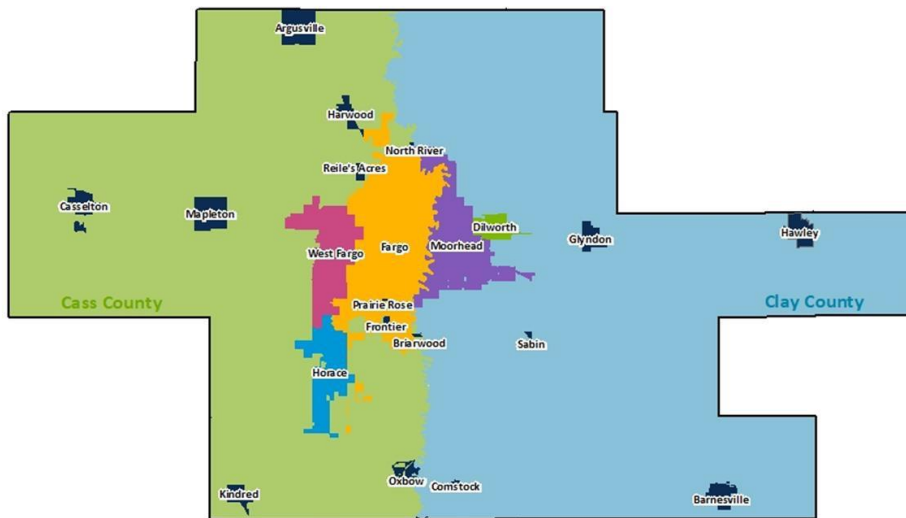 Argusville
Harwood
North River
Reile's Acres
Casselton
Mapleton
Dilworth
Hawley
Glyndon
West Fargo
Fargo
Moorhead
Cass County
Clay County
Prairie Rose
Frontier
Briarwood
Sabin
Horace
Oxbow
Comstock
Kindred
Barnesville